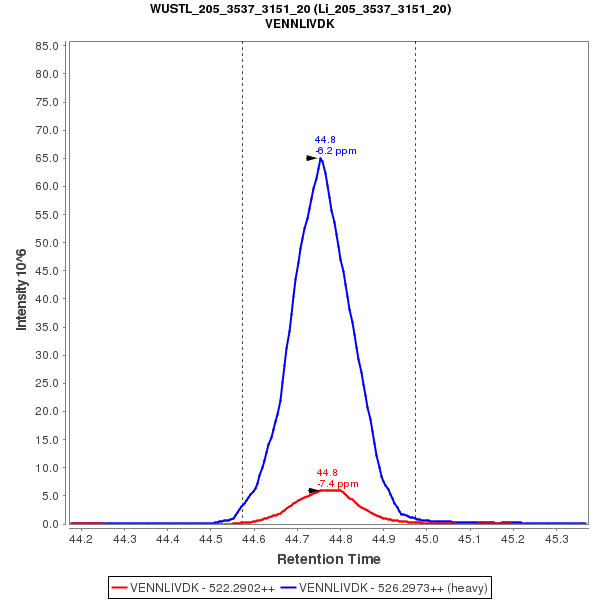 WUSTL_205_3537_3151_20 (Li_205_3537_3151_20)
VENNLIVDK
85.0
80.0
75.0
70.0
65.0
60.0
55.0
50.0
45.0
40.0
35.0
30.0
25.0
20.0
15.0
10.0
5.0
0.0
Intensity 10^6
44.8
-6.2 ppm
44.8
-7.4 ppm
44.2 44.3 44.4 44.5 44.6 44.7 44.8 44.9 45.0 45.1 45.2 45.3
Retention Time
VENNLIVDK - 522.2902++ VENNLIVDK - 526.2973++ (heavy)